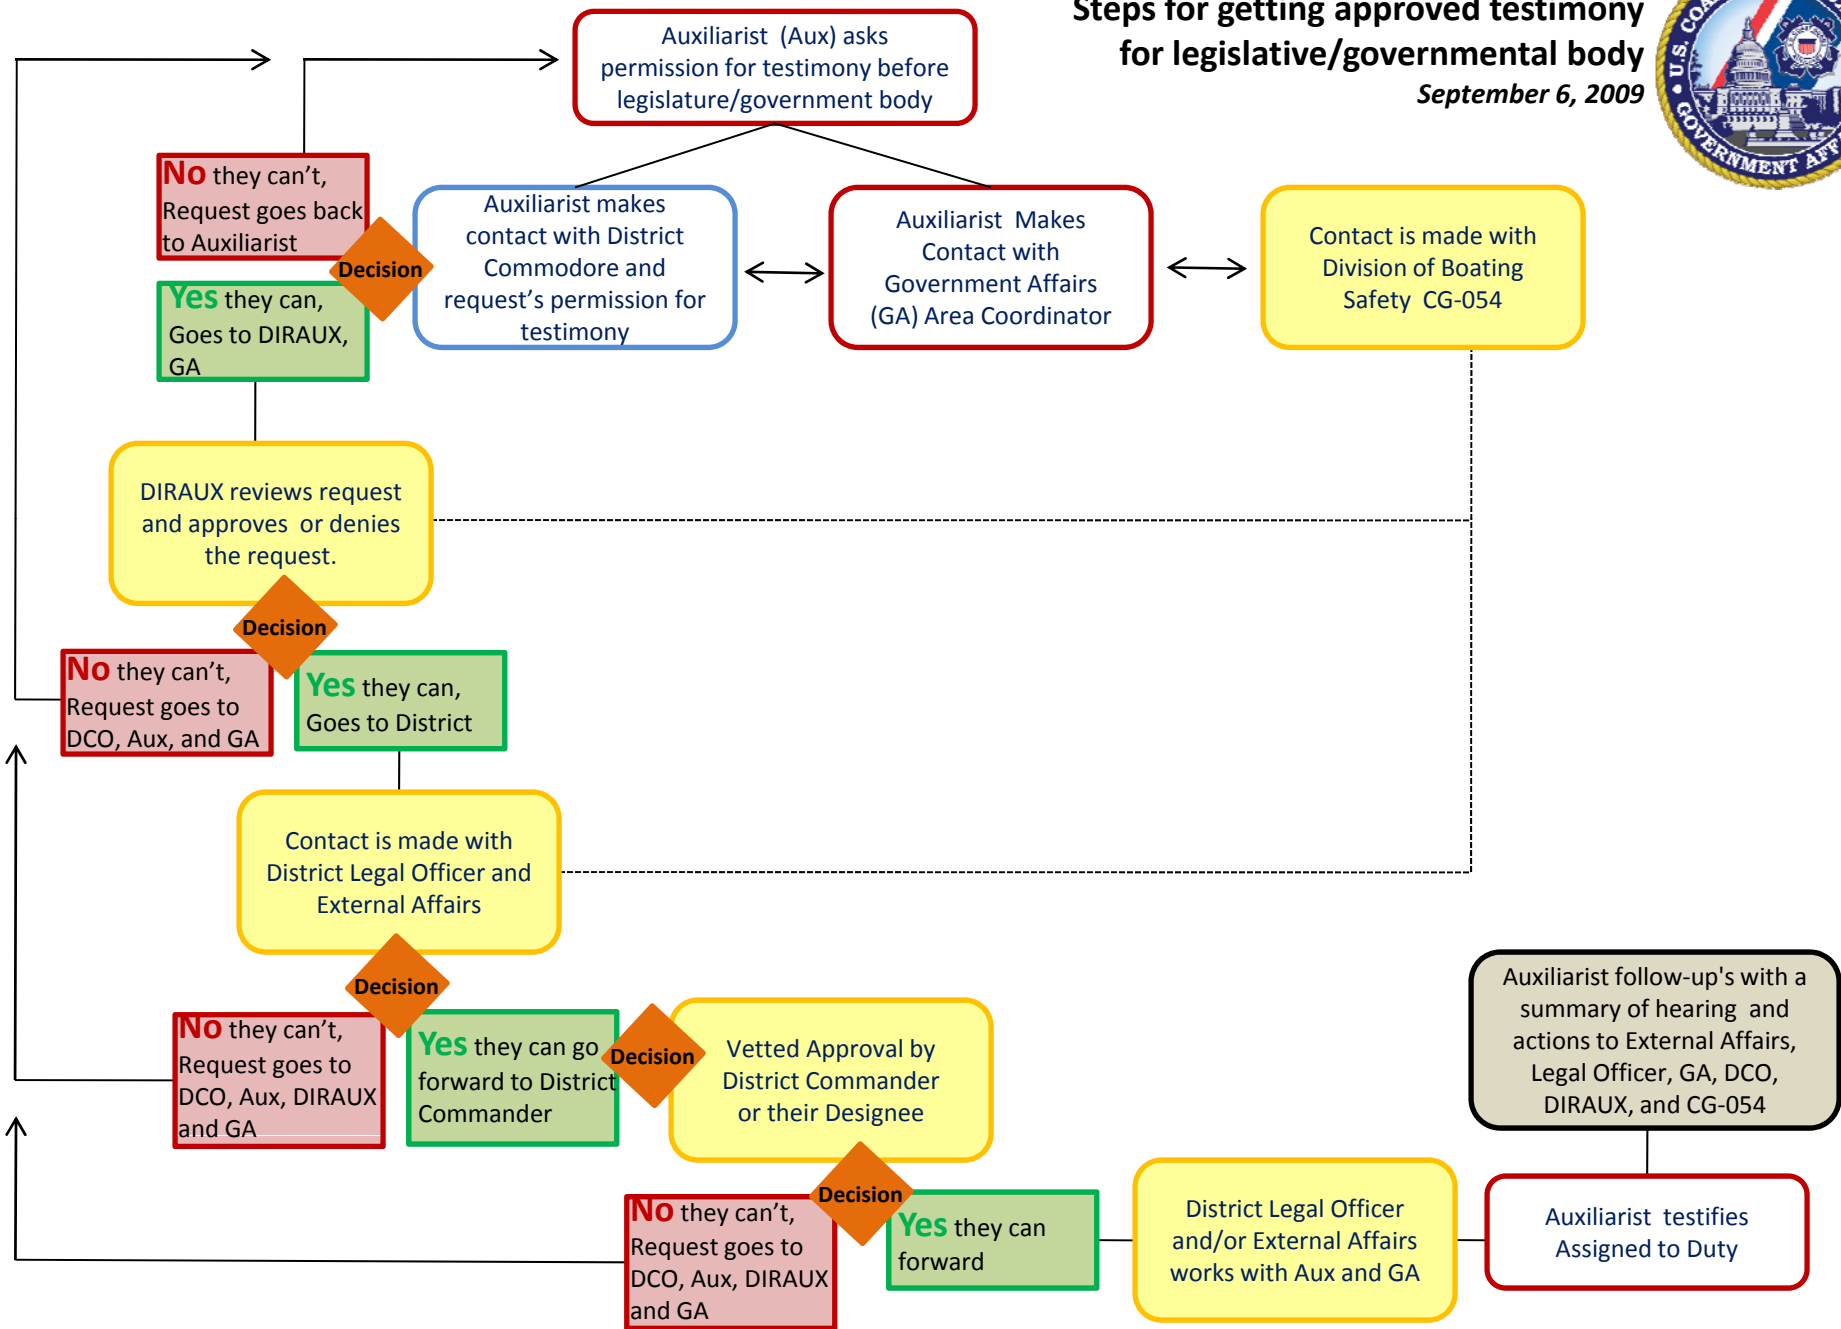 Steps for getting approved testimony
for legislative/governmental body
September 6, 2009
U.S. COA
GOVERNMENT AFF
Auxiliarist (Aux) asks
permission for testimony before
legislature/government body
No they can't,
Request goes back
to Auxiliarist
Decision
Yes they can,
Goes to DIRAUX,
GA
Auxiliarist makes
contact with District
Commodore and
request's permission for
testimony
Auxiliarist Makes
Contact with
Government Affairs
(GA) Area Coordinator
Contact is made with
Division of Boating
Safety CG-054
DIRAUX reviews request
and approves or denies
the request.
Decision
No they can't,
Request goes to
DCO, Aux, and GA
Yes they can,
Goes to District
Contact is made with
District Legal Officer and
External Affairs
Decision
No they can't,
Request goes to
DCO, Aux, DIRAUX
and GA
Yes they can go
forward to District
Commander
Decision
Vetted Approval by
District Commander
or their Designee
Decision
No they can't,
Request goes to
DCO, Aux, DIRAUX
and GA
Yes they can
forward
District Legal Officer
and/or External Affairs
works with Aux and GA
Auxiliarist testifies
Assigned to Duty
Auxiliarist follow-up's with a
summary of hearing and
actions to External Affairs,
Legal Officer, GA, DCO,
DIRAUX, and CG-054